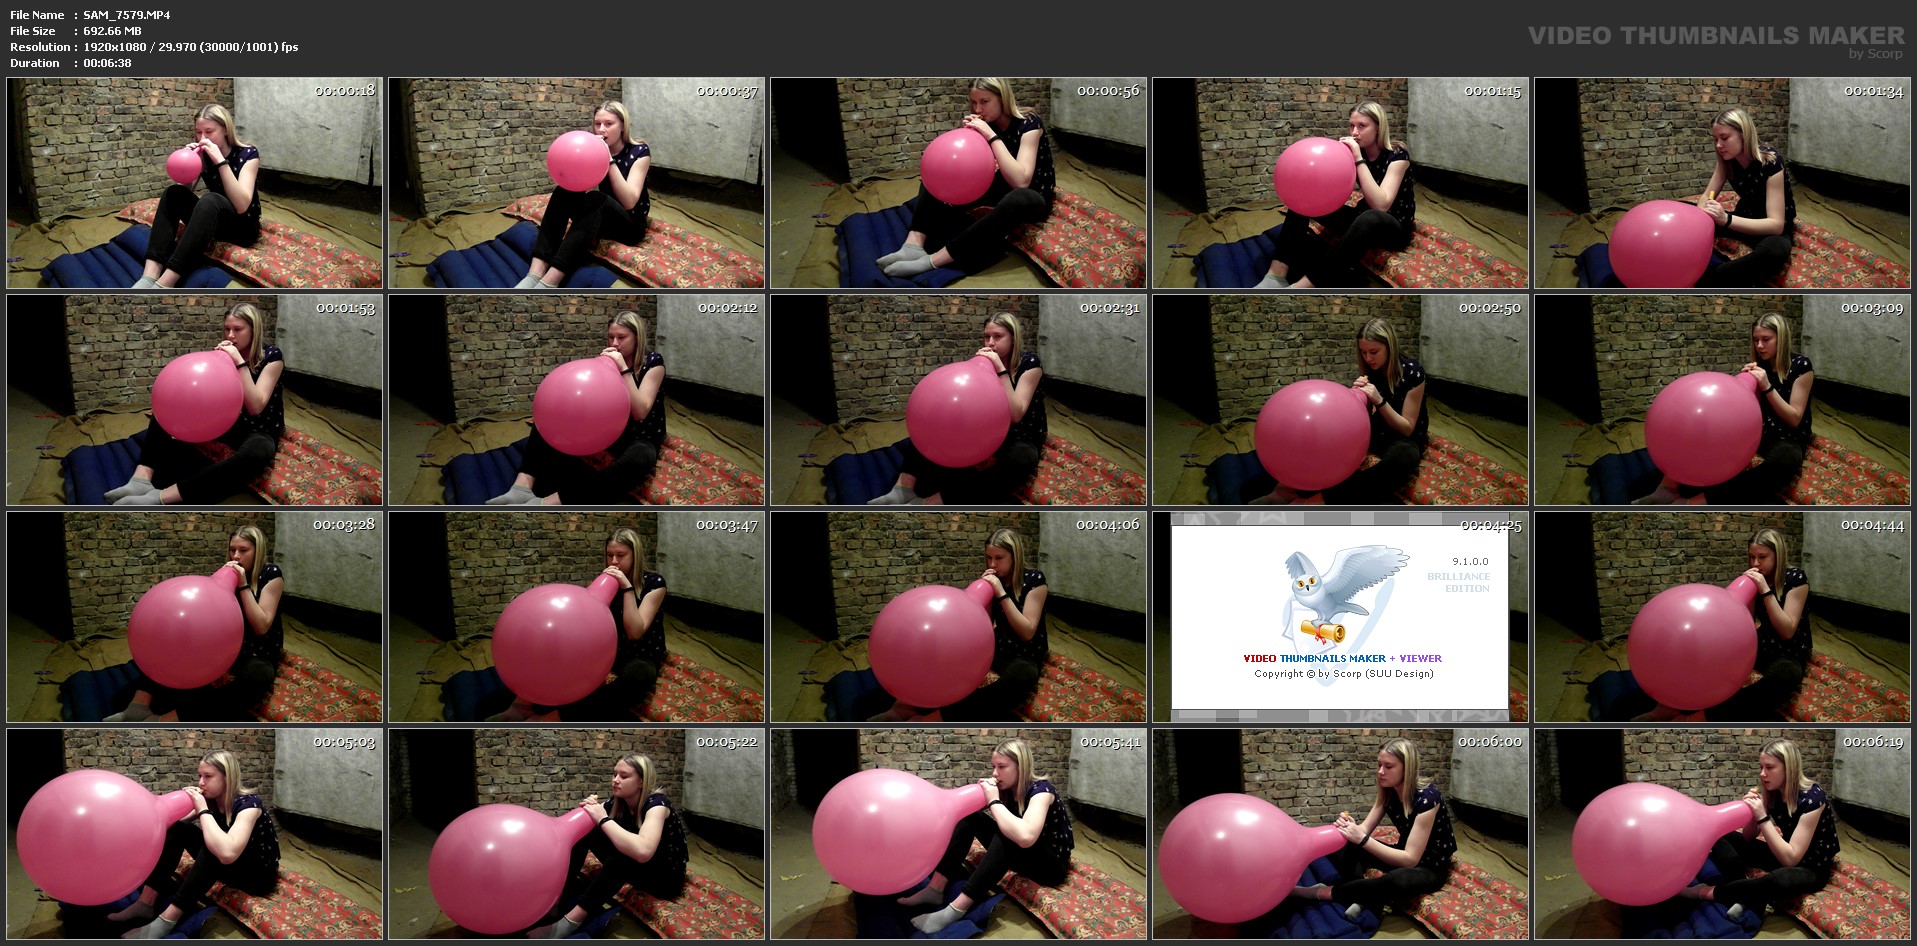 File Name : SAM_7579.MP4
File Size : 692.66 MB
Resolution : 1920x1080 / 29.970 (30000/1001) fps
Duration : 00:06:38
VIDEO THUMBNAILS MAKER
by Scorp
00:00:18
00:00:37
00:00:56
00:01:15
00:01:34
00:01:53
00:02:12
00:02:31
00:02:50
00:03:09
00:03:28
00:03:47
00:04:06
00:04:25
9.1.0.0
BRILLIANCE
EDITION
VIDEO THUMBNAILS MAKER + VIEWER
Copyright © by Scorp (SUU Design)
00:04:44
00:05:03
00:05:22
00:05:41
00:06:00
00:06:19